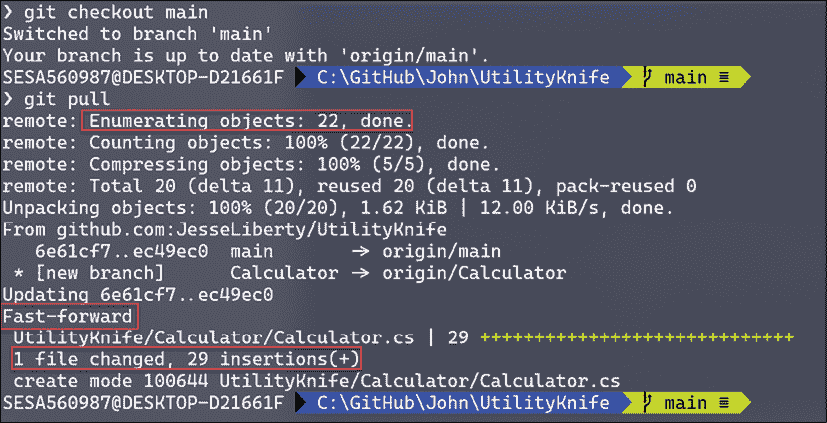 ❯ git checkout main
Switched to branch 'main'
Your branch is up to date with 'origin/main'.
SESA560987@DESKTOP-D21661F C:\GitHub\John\UtilityKnife main ≡
❯ git pull
remote: Enumerating objects: 22, done.
remote: Counting objects: 100% (22/22), done.
remote: Compressing objects: 100% (5/5), done.
remote: Total 20 (delta 11), reused 20 (delta 11), pack-reused 0
Unpacking objects: 100% (20/20), 1.62 KiB | 12.00 KiB/s, done.
From github.com:JesseLiberty/UtilityKnife
6e61cf7..ec49ec0 main → origin/main
* [new branch] Calculator → origin/Calculator
Updating 6e61cf7..ec49ec0
Fast-forward
UtilityKnife/Calculator/Calculator.cs | 29 +++++++++++++++++++++++++++++
1 file changed, 29 insertions(+)
create mode 100644 UtilityKnife/Calculator/Calculator.cs
SESA560987@DESKTOP-D21661F C:\GitHub\John\UtilityKnife main ≡